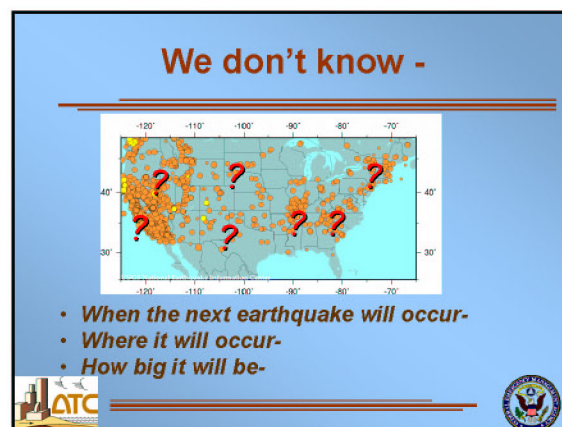 We don't know -
-120° -110° -100° -90° -80° -70°
? ? ?
40° 40°
? ? ? ?
30° 30°
-120° -110° -100° -90° -80° -70°
• When the next earthquake will occur-
• Where it will occur-
• How big it will be-
ATC